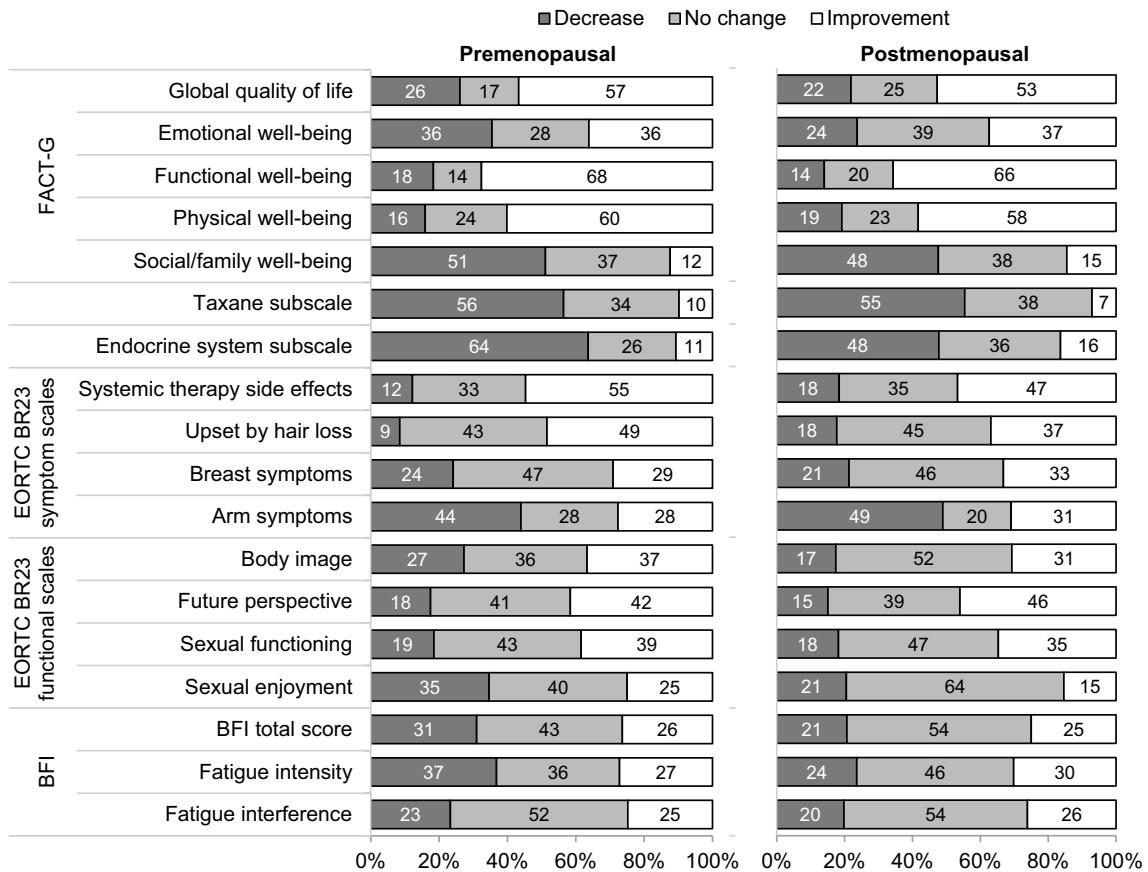 Decrease No change Improvement
Premenopausal Postmenopausal
FACT-G
Global quality of life 26 17 57 22 25 53
Emotional well-being 36 28 36 24 39 37
Functional well-being 18 14 68 14 20 66
Physical well-being 16 24 60 19 23 58
Social/family well-being 51 37 12 48 38 15
Taxane subscale 56 34 10 55 38 7
Endocrine system subscale 64 26 11 48 36 16
EORTC BR23
symptom scales
Systemic therapy side effects 12 33 55 18 35 47
Upset by hair loss 9 43 49 18 45 37
Breast symptoms 24 47 29 21 46 33
Arm symptoms 44 28 28 49 20 31
EORTC BR23
functional scales
Body image 27 36 37 17 52 31
Future perspective 18 41 42 15 39 46
Sexual functioning 19 43 39 18 47 35
Sexual enjoyment 35 40 25 21 64 15
BFI
BFI total score 31 43 26 21 54 25
Fatigue intensity 37 36 27 24 46 30
Fatigue interference 23 52 25 20 54 26
0% 20% 40% 60% 80% 100% 0% 20% 40% 60% 80% 100%